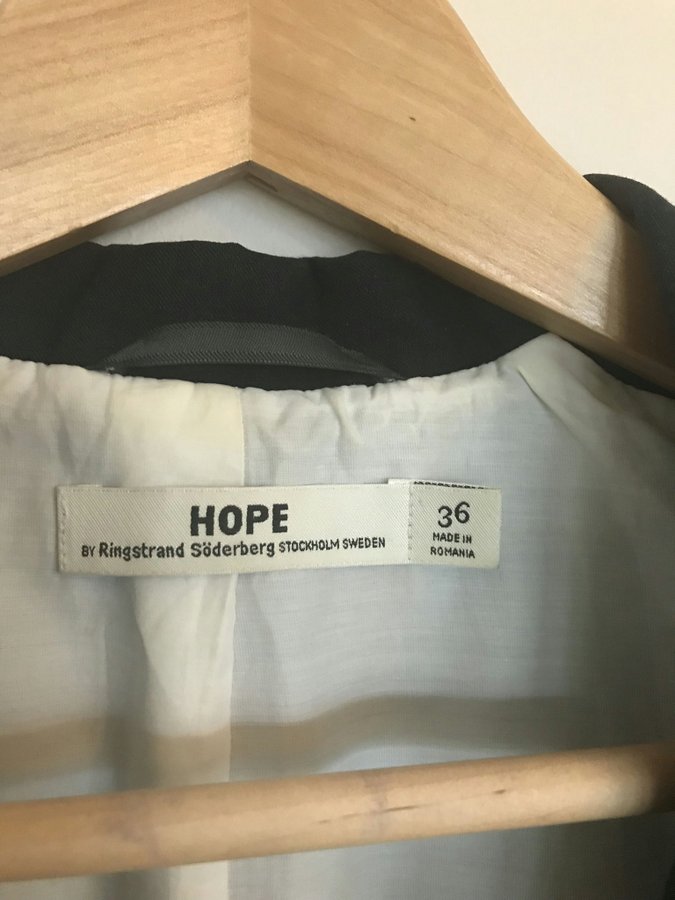 HOPE
BY Ringstrand Söderberg STOCKHOLM SWEDEN
36
MADE IN
ROMANIA